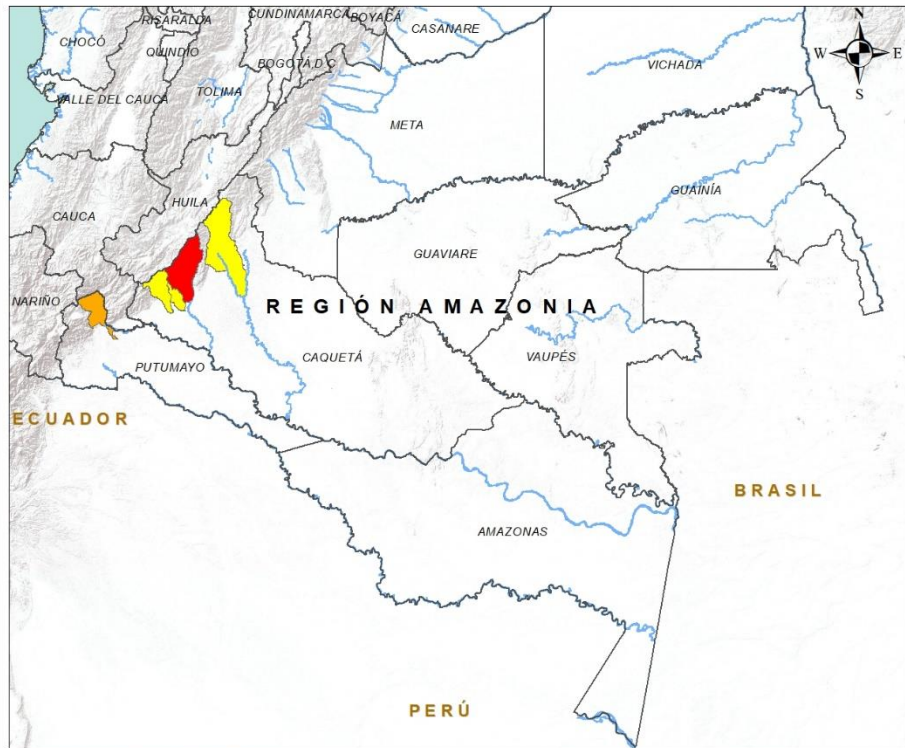 CUNDINAMARCA
BOYACÁ
RISARALDA
CASANARE
N
CHOCÓ
QUINDIO
BOGOTÁ,D.C
VICHADA
W
E
TOLIMA
S
VALLE DEL CAUCA
META
GUAINÍA
HUILA
CAUCA
GUAVIARE
NARIÑO
REGIÓN AMAZONIA
CAQUETÁ
VAUPÉS
PUTUMAYO
ECUADOR
BRASIL
AMAZONAS
PERÚ